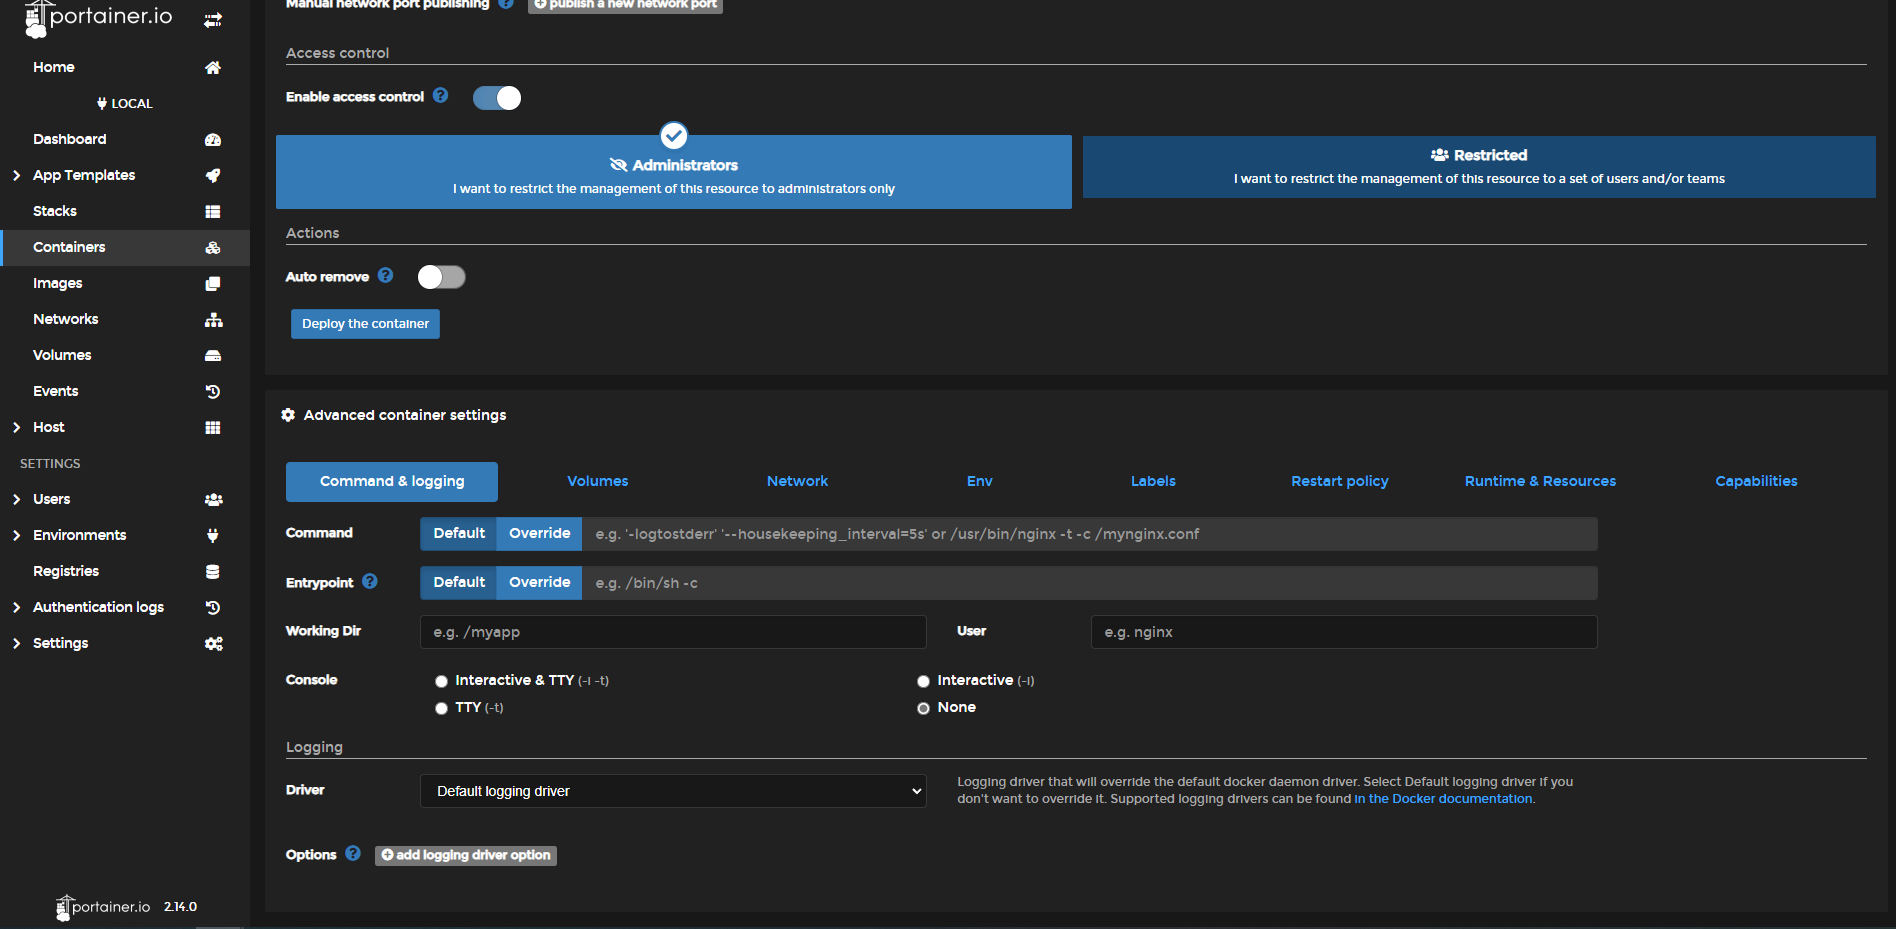 portainer.io
Home
LOCAL
Dashboard
App Templates
Stacks
Containers
Images
Networks
Volumes
Events
Host
SETTINGS
Users
Environments
Registries
Authentication logs
Settings
portainer.io 2.14.0
Manual network port publishing publish a new network port
Access control
Enable access control
Administrators
I want to restrict the management of this resource to administrators only
Restricted
I want to restrict the management of this resource to a set of users and/or teams
Actions
Auto remove
Deploy the container
Advanced container settings
Command & logging Volumes Network Env Labels Restart policy Runtime & Resources Capabilities
Command Default Override e.g. '-logtostderr' '--housekeeping_interval=5s' or /usr/bin/nginx -t -c /mynginx.conf
Entrypoint Default Override e.g. /bin/sh -c
Working Dir e.g. /myapp User e.g. nginx
Console Interactive & TTY (-i -t) Interactive (-i)
TTY (-t) None
Logging
Driver Default logging driver
Logging driver that will override the default docker daemon driver. Select Default logging driver if you
don't want to override it. Supported logging drivers can be found in the Docker documentation.
Options add logging driver option